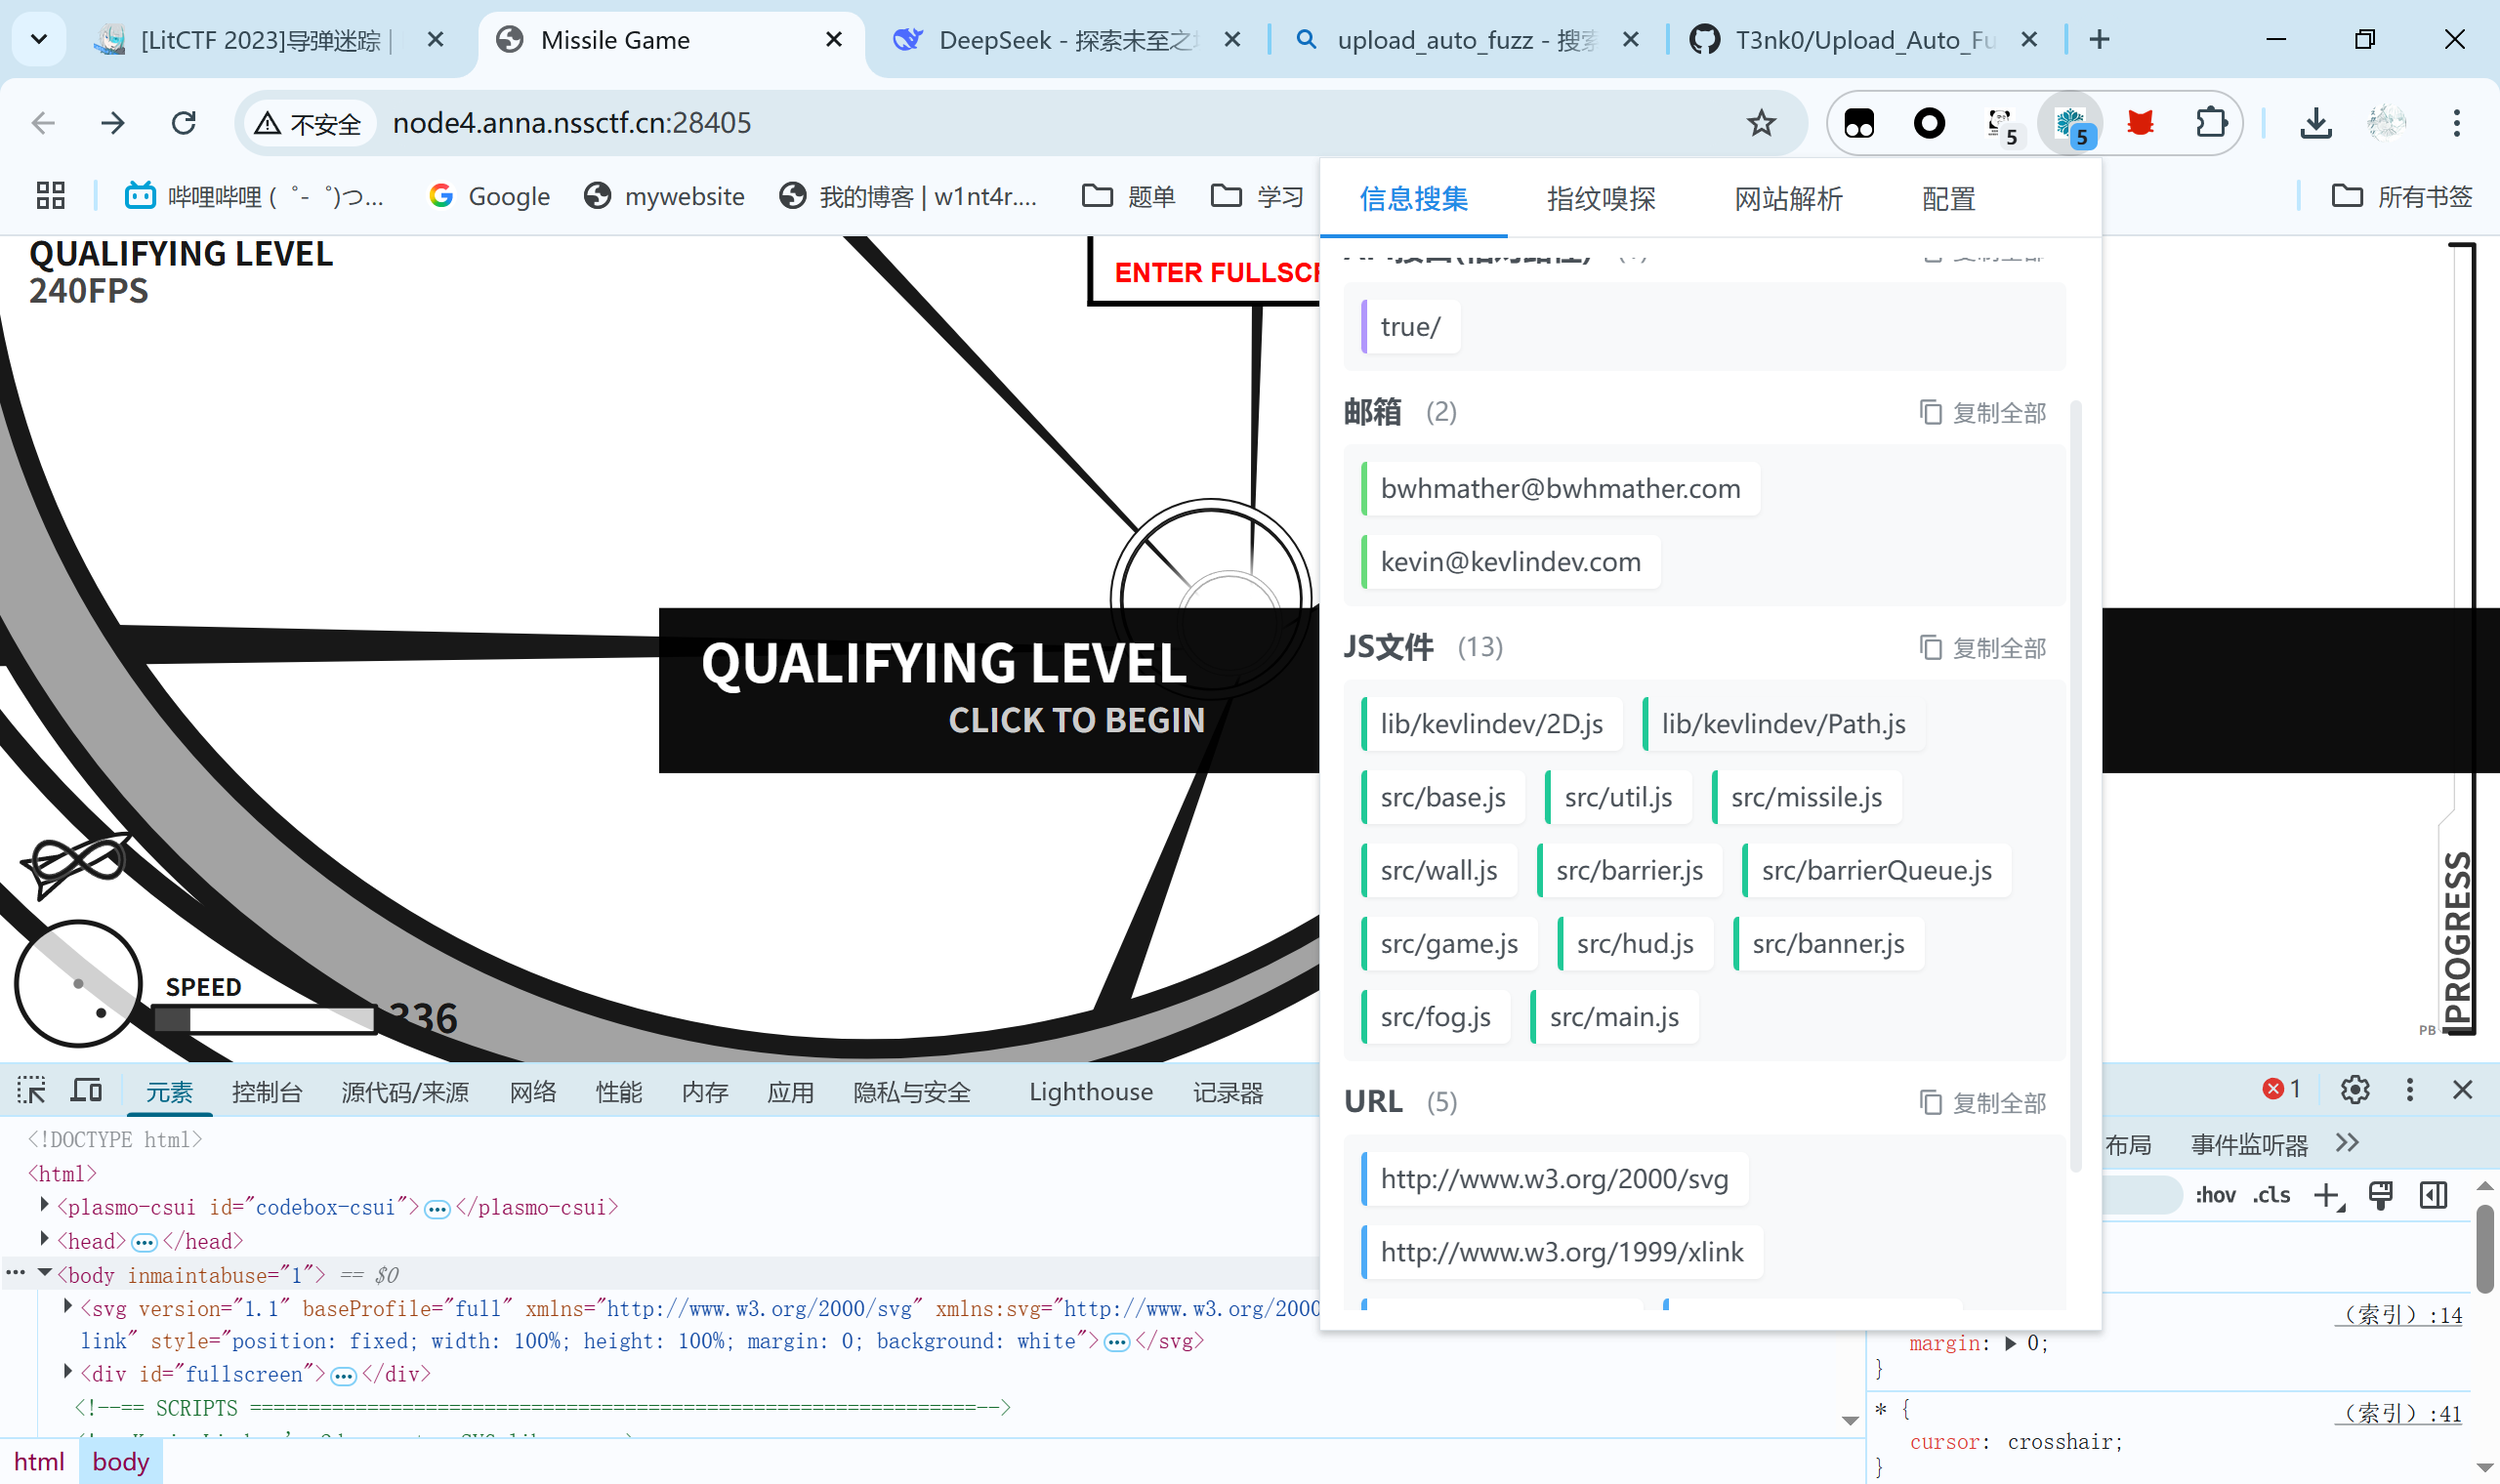 [LitCTF 2023]导弹迷踪 |
Missile Game
DeepSeek - 探索未至之
upload_auto_fuzz - 搜
T3nk0/Upload_Auto_Fu
不安全
node4.anna.nssctf.cn:28405
5
5
哔哩哔哩 (゜-゜)つ...
Google
mywebsite
我的博客 | w1nt4r....
题单
学习
所有书签
信息搜集
指纹嗅探
网站解析
配置
QUALIFYING LEVEL
240FPS
ENTER FULLSCR
true/
邮箱 (2)
复制全部
bwhmather@bwhmather.com
kevin@kevlindev.com
JS文件 (13)
复制全部
lib/kevlindev/2D.js
lib/kevlindev/Path.js
src/base.js
src/util.js
src/missile.js
src/wall.js
src/barrier.js
src/barrierQueue.js
src/game.js
src/hud.js
src/banner.js
src/fog.js
src/main.js
URL (5)
复制全部
http://www.w3.org/2000/svg
http://www.w3.org/1999/xlink
QUALIFYING LEVEL
CLICK TO BEGIN
SPEED
336
PROGRESS
PB
元素
控制台
源代码/来源
网络
性能
内存
应用
隐私与安全
Lighthouse
记录器
1
<!DOCTYPE html>
<html>
<plasmo-csui id="codebox-csui">…</plasmo-csui>
<head>…</head>
<body inmaintabuse="1"> == $0
<svg version="1.1" baseProfile="full" xmlns="http://www.w3.org/2000/svg" xmlns:svg="http://www.w3.org/2000
link" style="position: fixed; width: 100%; height: 100%; margin: 0; background: white">…</svg>
<div id="fullscreen">…</div>
<!--== SCRIPTS ============================================================-->
html
body
布局
事件监听器
:hov
.cls
(索引):14
margin: 0;
}
* {
(索引):41
cursor: crosshair;
}